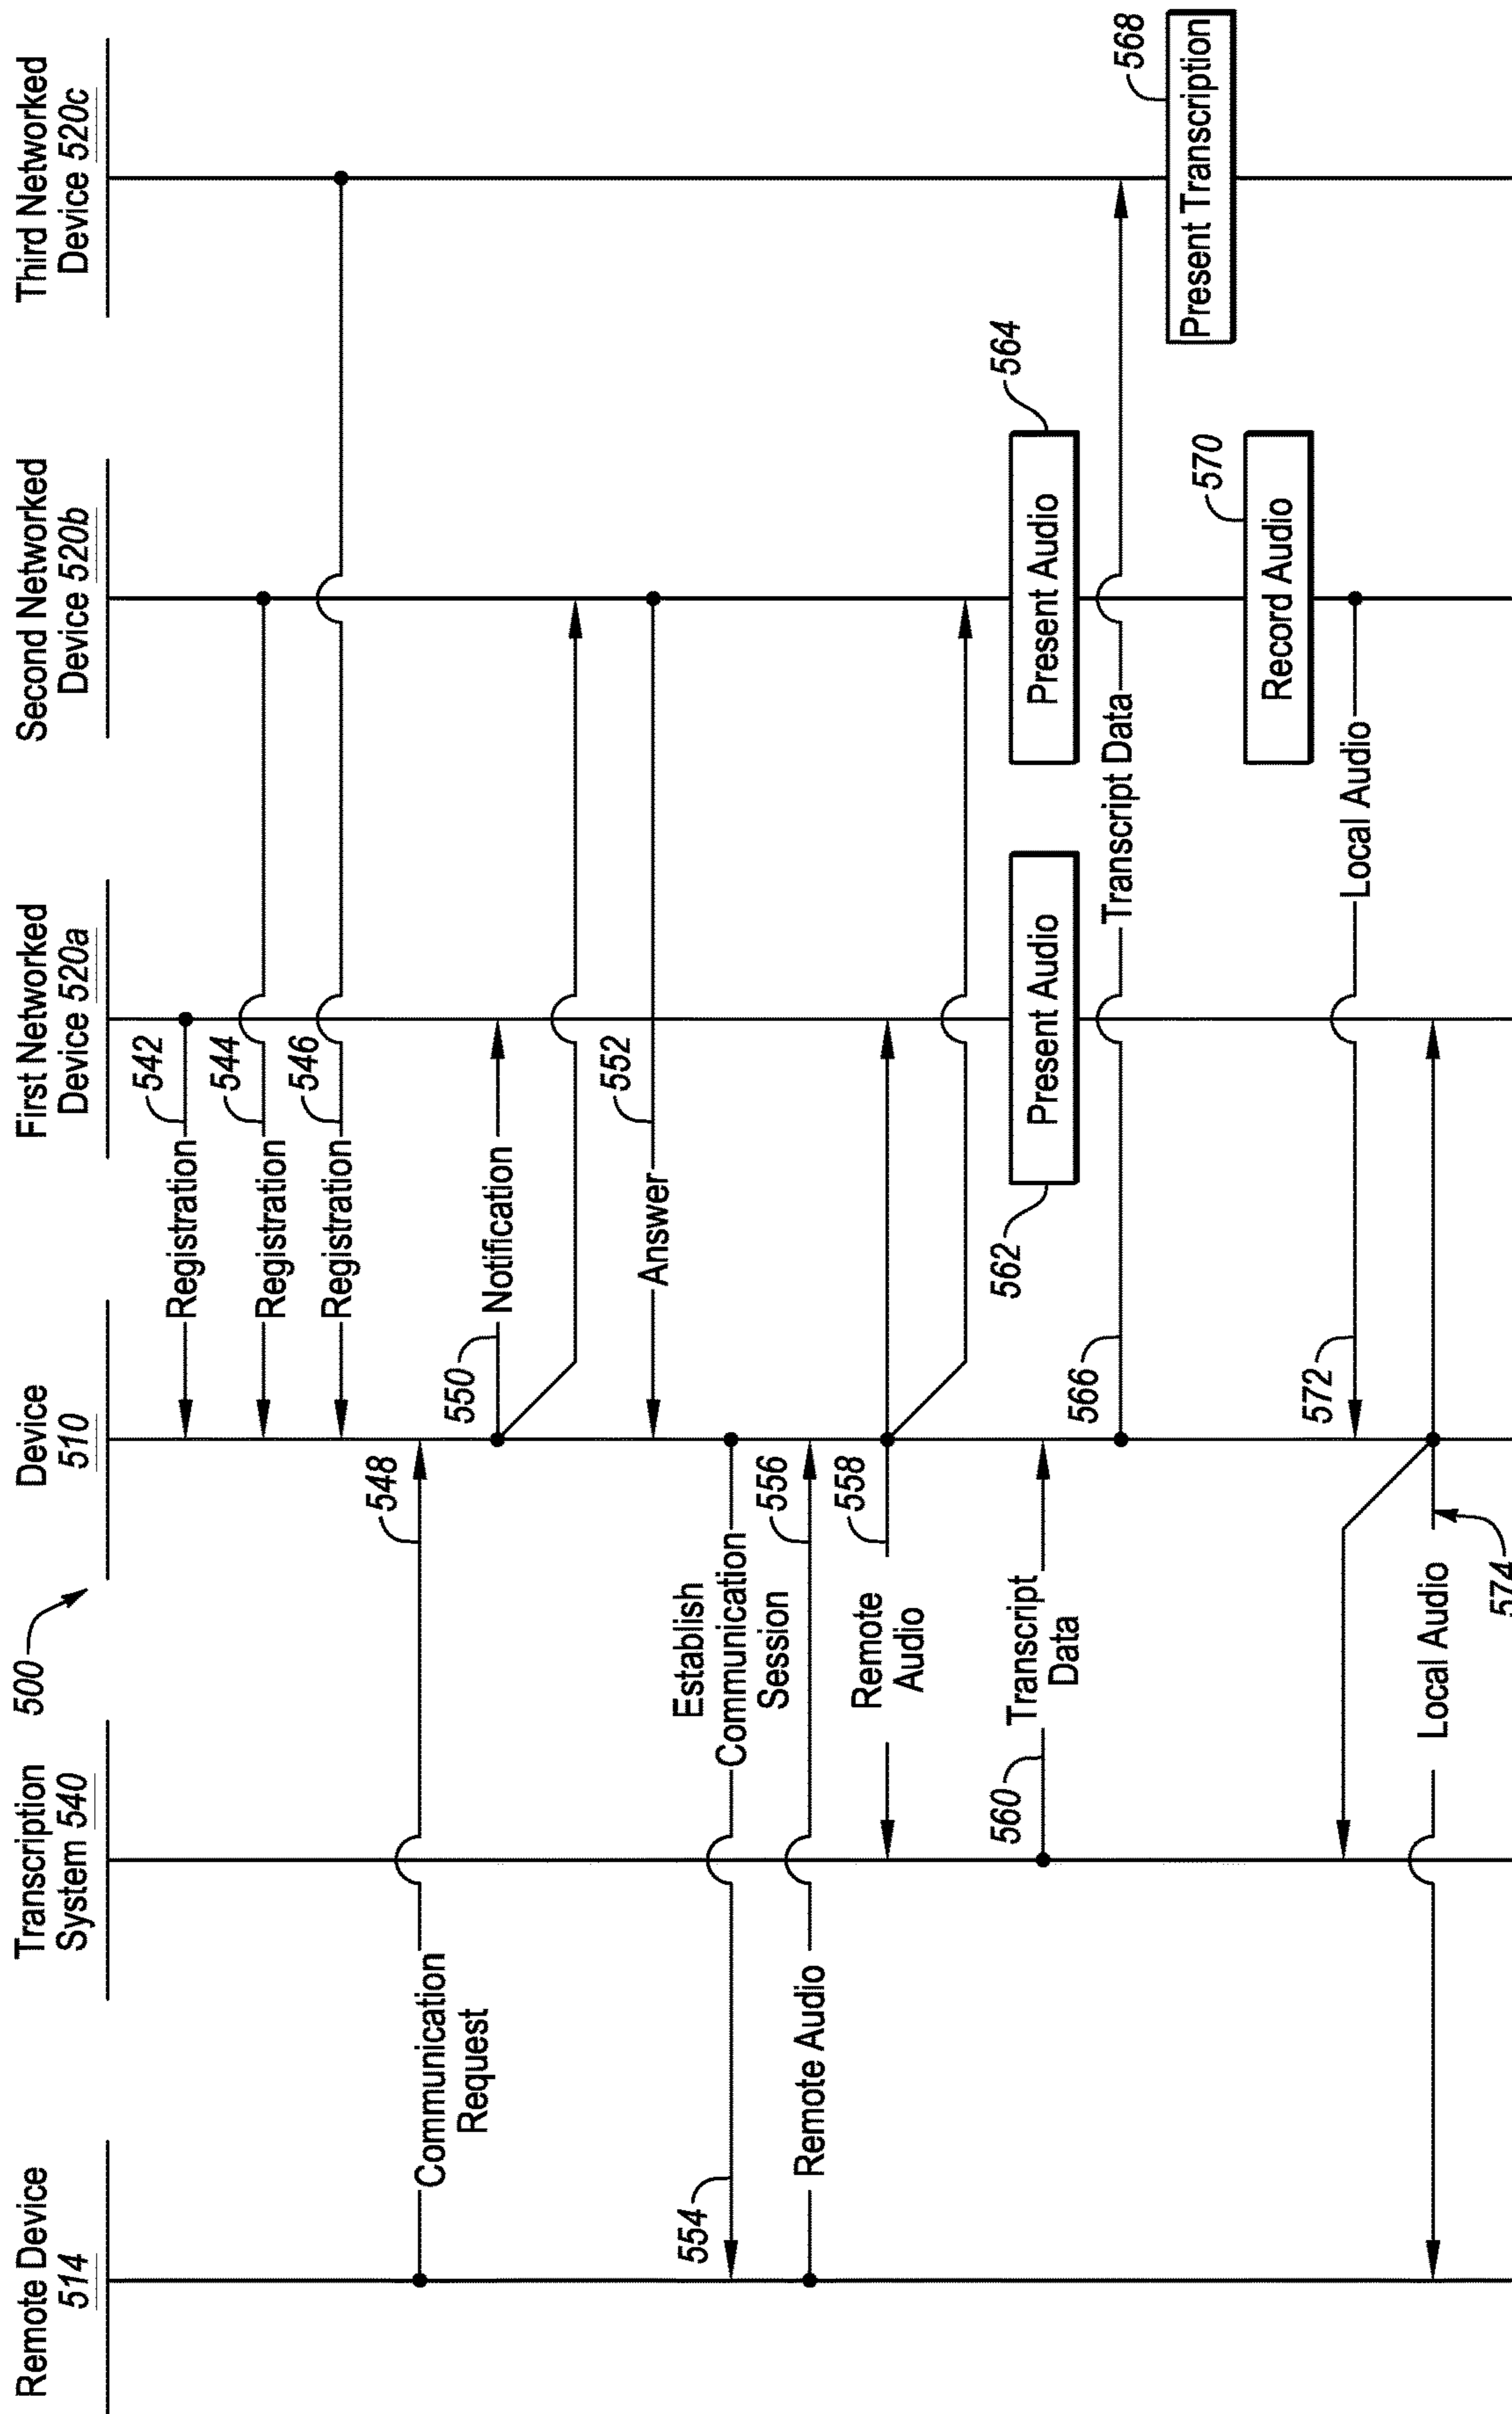 500
Remote Device
514
Transcription
System 540
Device
510
First Networked
Device 520a
Second Networked
Device 520b
Third Networked
Device 520c
Registration
542
Registration
544
Registration
546
Communication
Request
548
550
Notification
Answer
552
554
Establish
Communication
Session
Remote Audio
556
Remote
Audio
558
560
Transcript
Data
562
Present Audio
Present Audio
564
566
Transcript Data
Present Transcription
568
Record Audio
570
572
Local Audio
Local Audio
574